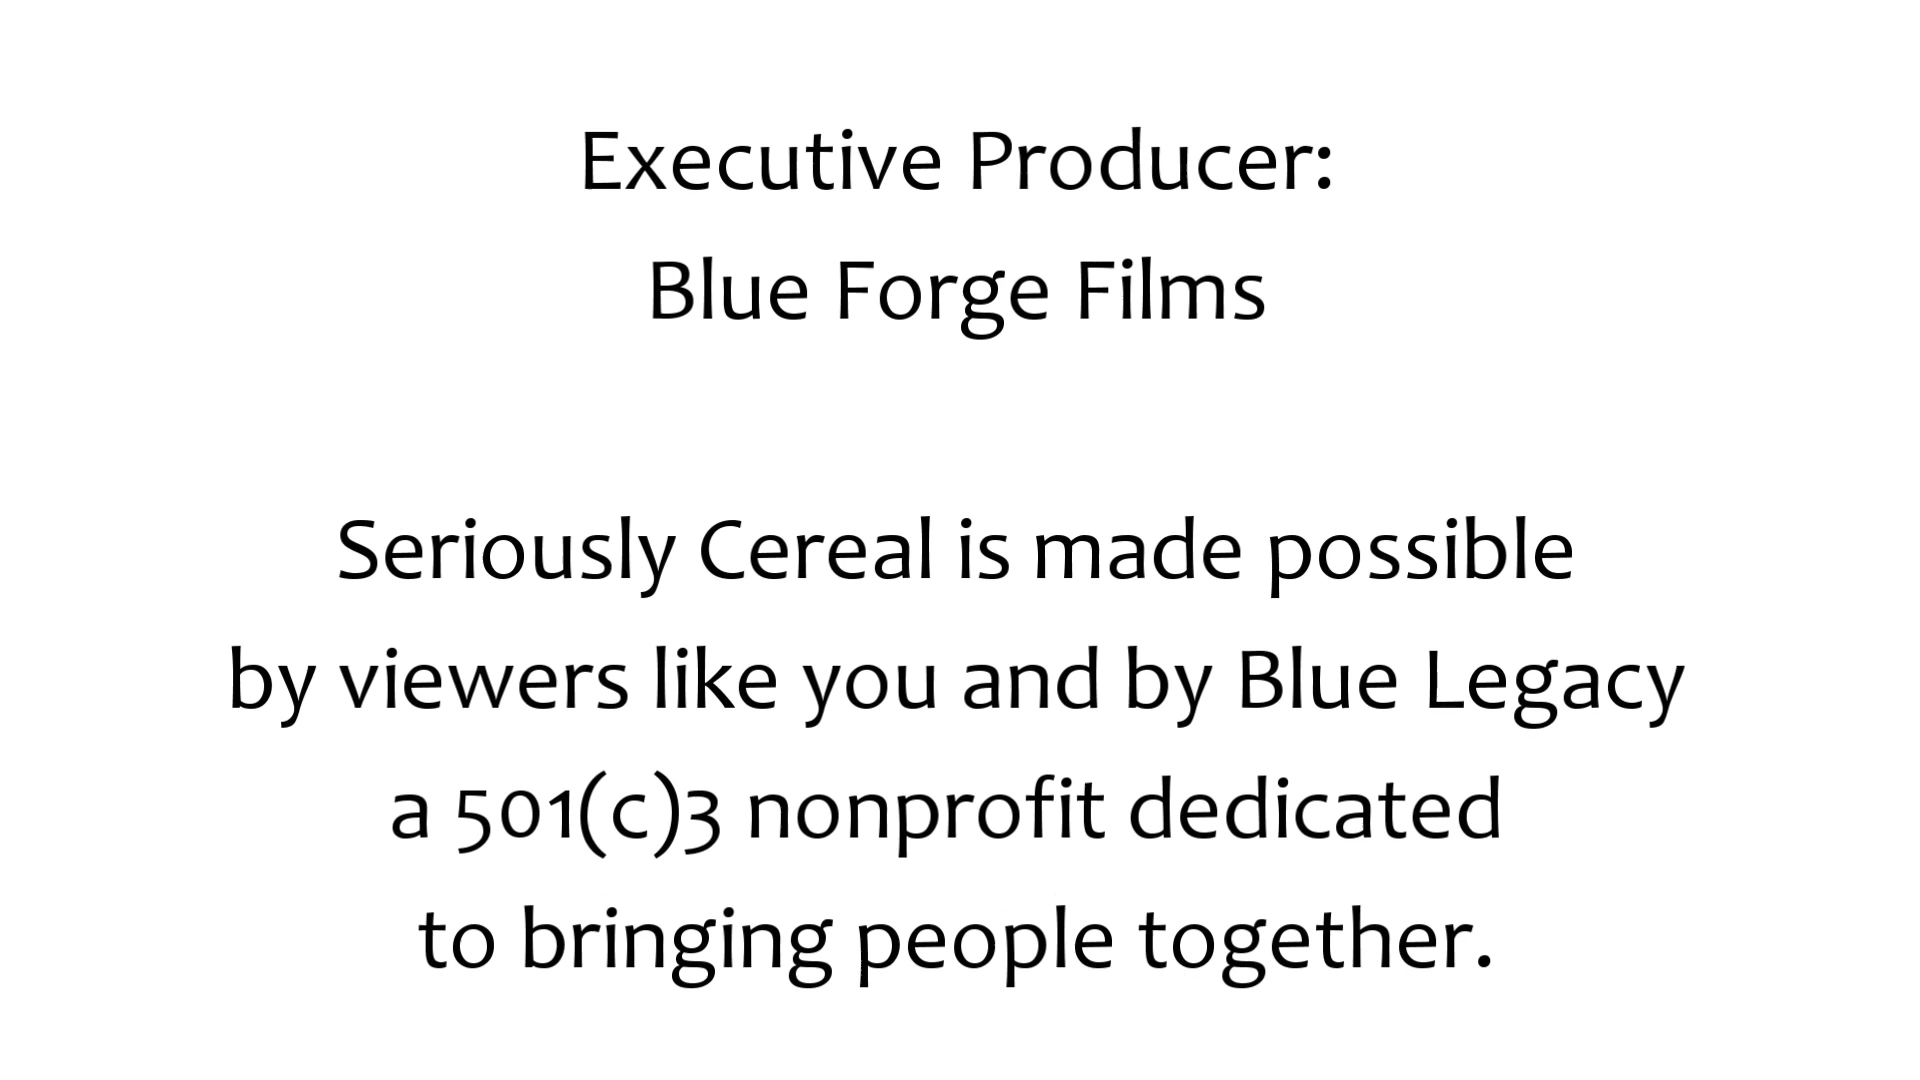 Executive Producer:
Blue Forge Films
Seriously Cereal is made possible
by viewers like you and by Blue Legacy
a 501(c)3 nonprofit dedicated
to bringing people together.